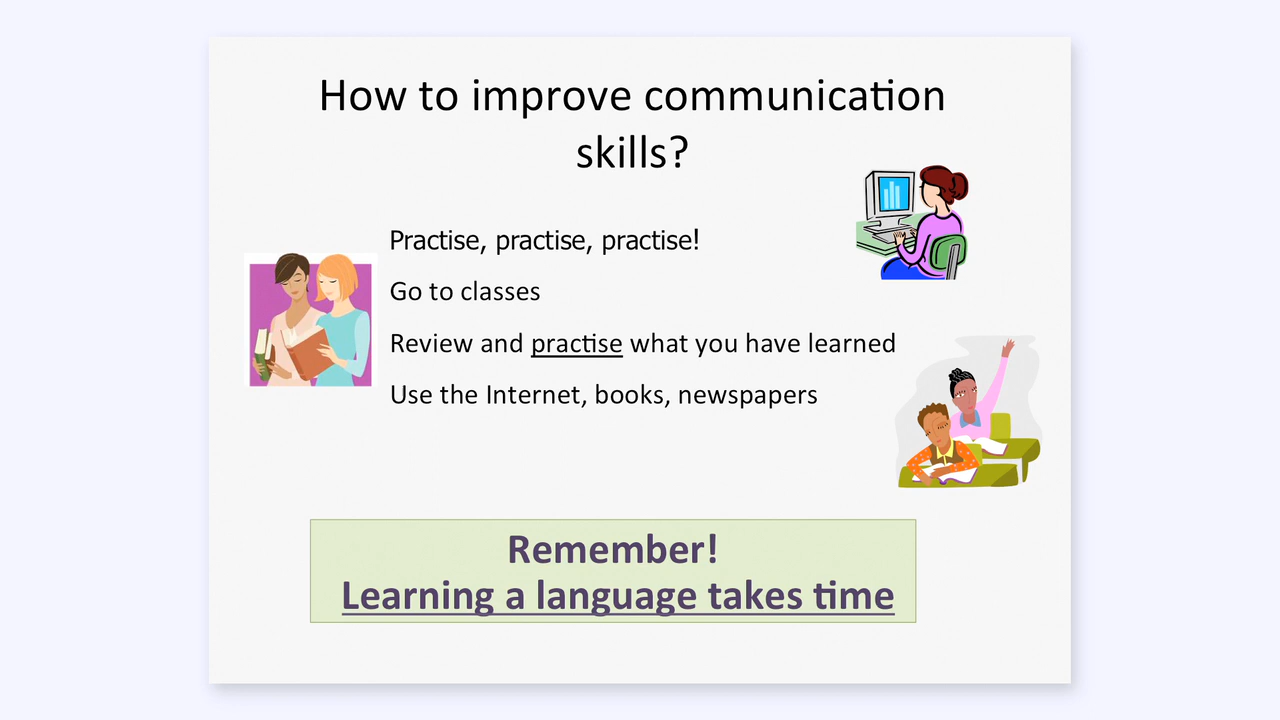 How to improve communication
skills?
Practise, practise, practise!
Go to classes
Review and practise what you have learned
Use the Internet, books, newspapers
Remember!
Learning a language takes time